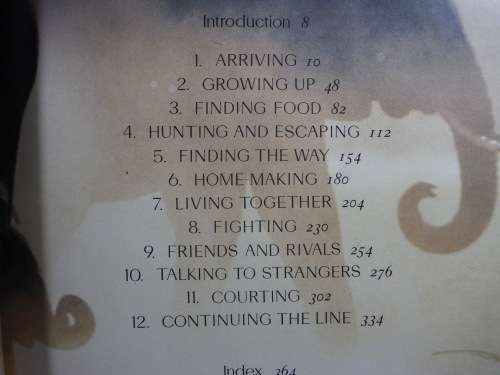 Introduction 8
1. ARRIVING 10
2. GROWING UP 48
3. FINDING FOOD 82
4. HUNTING AND ESCAPING 112
5. FINDING THE WAY 154
6. HOME-MAKING 180
7. LIVING TOGETHER 204
8. FIGHTING 230
9. FRIENDS AND RIVALS 254
10. TALKING TO STRANGERS 276
11. COURTING 302
12. CONTINUING THE LINE 334
Index 364